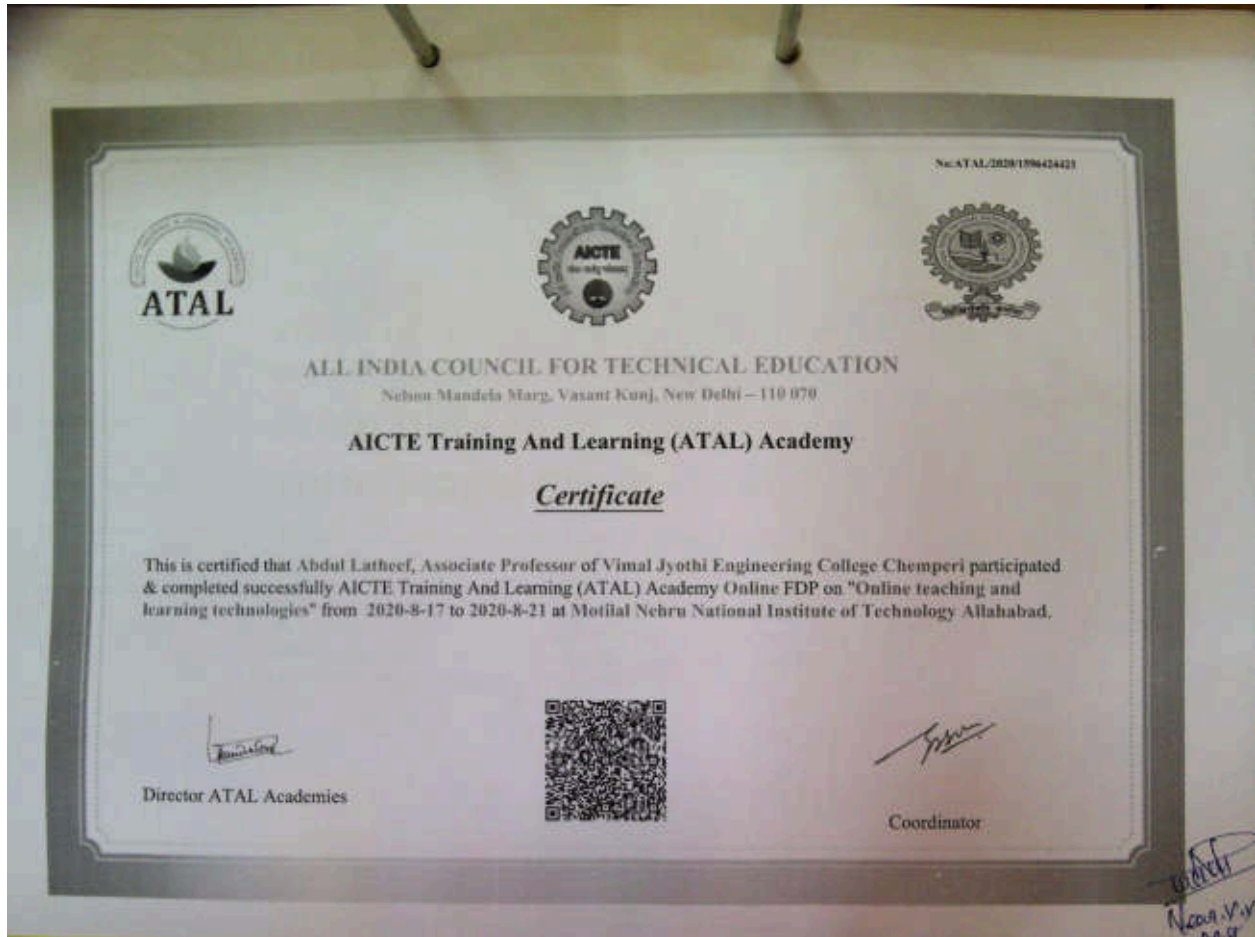 No:ATAL/2020/1596424423
ATAL
AICTE
ALL INDIA COUNCIL FOR TECHNICAL EDUCATION
Nelson Mandela Marg, Vasant Kunj, New Delhi – 110 070
AICTE Training And Learning (ATAL) Academy
Certificate
This is certified that Abdul Latheef, Associate Professor of Vimal Jyothi Engineering College Chemperi participated
& completed successfully AICTE Training And Learning (ATAL) Academy Online FDP on "Online teaching and
learning technologies" from 2020-8-17 to 2020-8-21 at Motilal Nehru National Institute of Technology Allahabad.
Director ATAL Academies
Coordinator